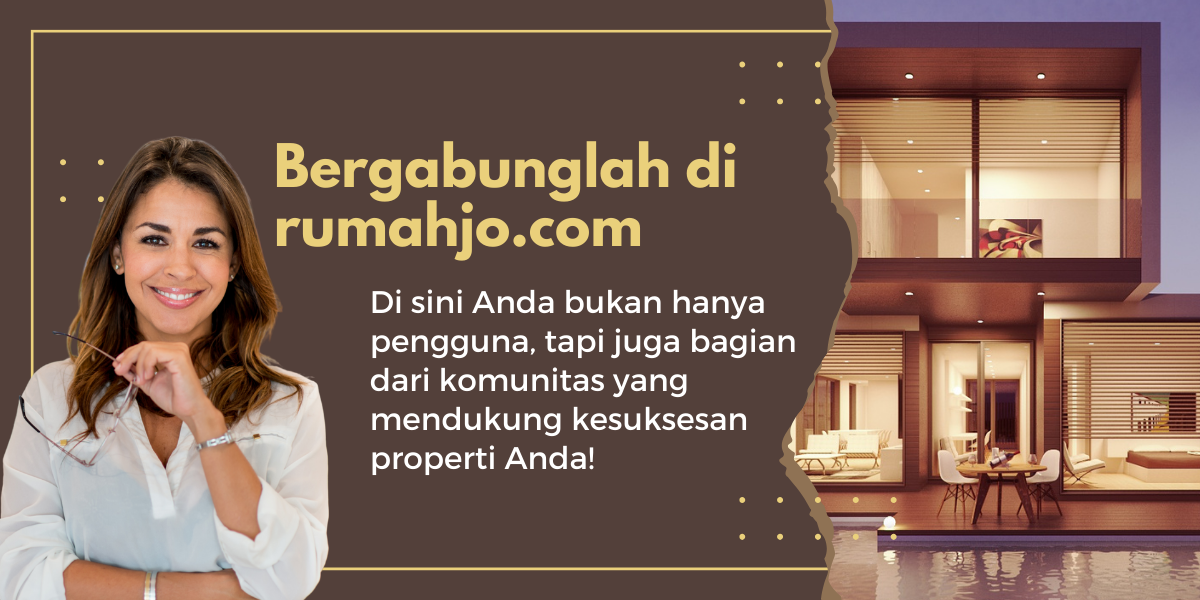 Bergabunglah di
rumahjo.com
Di sini Anda bukan hanya
pengguna, tapi juga bagian
dari komunitas yang
mendukung kesuksesan
properti Anda!